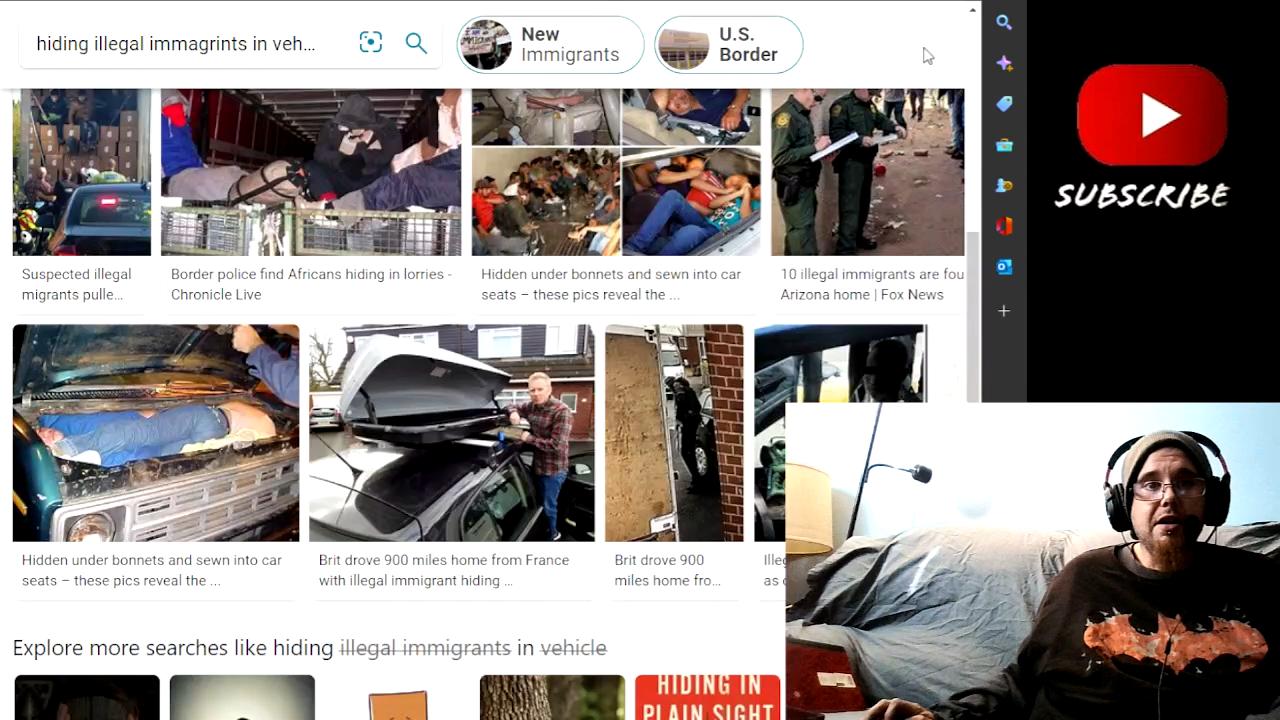 hiding illegal immagrints in veh...
New
Immigrants
U.S.
Border
SUBSCRIBE
Suspected illegal
migrants pulle...
Border police find Africans hiding in lorries -
Chronicle Live
Hidden under bonnets and sewn into car
seats – these pics reveal the ...
10 illegal immigrants are fou
Arizona home | Fox News
Hidden under bonnets and sewn into car
seats – these pics reveal the ...
Brit drove 900 miles home from France
with illegal immigrant hiding ...
Brit drove 900
miles home fro...
Illeg
as c
Explore more searches like hiding illegal immigrants in vehicle
HIDING IN
PLAIN SIGHT